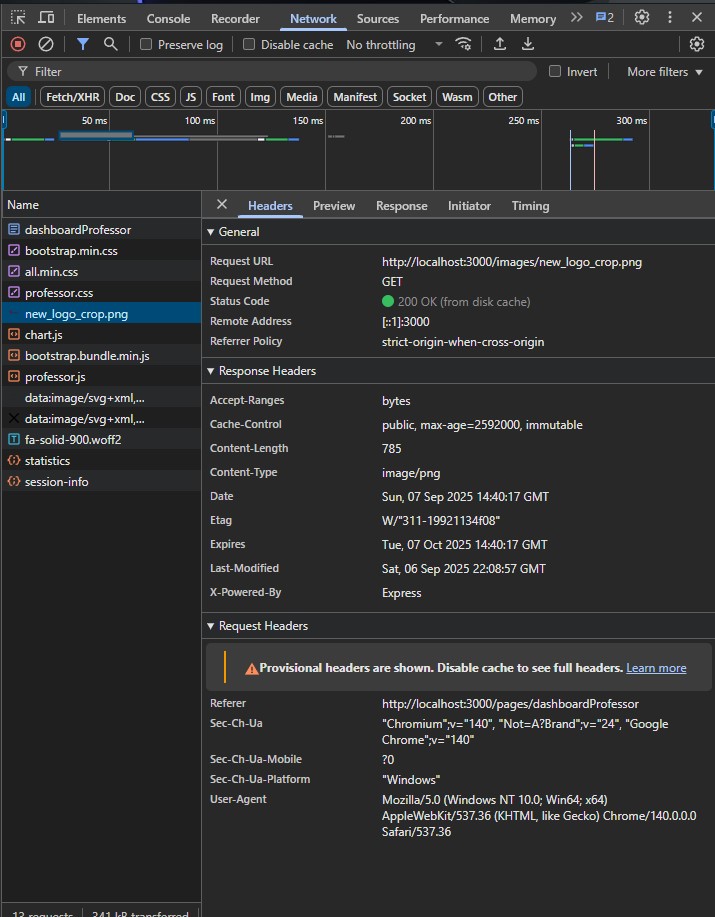 Elements Console Recorder Network Sources Performance Memory 2
Preserve log Disable cache No throttling
Filter Invert More filters
All Fetch/XHR Doc CSS JS Font Img Media Manifest Socket Wasm Other
50 ms 100 ms 150 ms 200 ms 250 ms 300 ms
Name
dashboardProfessor
bootstrap.min.css
all.min.css
professor.css
new_logo_crop.png
chart.js
bootstrap.bundle.min.js
professor.js
data:image/svg+xml,...
data:image/svg+xml,...
fa-solid-900.woff2
statistics
session-info
13 requests 341 kB transferred
Headers Preview Response Initiator Timing
General
Request URL http://localhost:3000/images/new_logo_crop.png
Request Method GET
Status Code 200 OK (from disk cache)
Remote Address [::1]:3000
Referrer Policy strict-origin-when-cross-origin
Response Headers
Accept-Ranges bytes
Cache-Control public, max-age=2592000, immutable
Content-Length 785
Content-Type image/png
Date Sun, 07 Sep 2025 14:40:17 GMT
Etag W/"311-19921134f08"
Expires Tue, 07 Oct 2025 14:40:17 GMT
Last-Modified Sat, 06 Sep 2025 22:08:57 GMT
X-Powered-By Express
Request Headers
Provisional headers are shown. Disable cache to see full headers. Learn more
Referer http://localhost:3000/pages/dashboardProfessor
Sec-Ch-Ua "Chromium";v="140", "Not=A?Brand";v="24", "Google
Chrome";v="140"
Sec-Ch-Ua-Mobile ?0
Sec-Ch-Ua-Platform "Windows"
User-Agent Mozilla/5.0 (Windows NT 10.0; Win64; x64)
AppleWebKit/537.36 (KHTML, like Gecko) Chrome/140.0.0.0
Safari/537.36